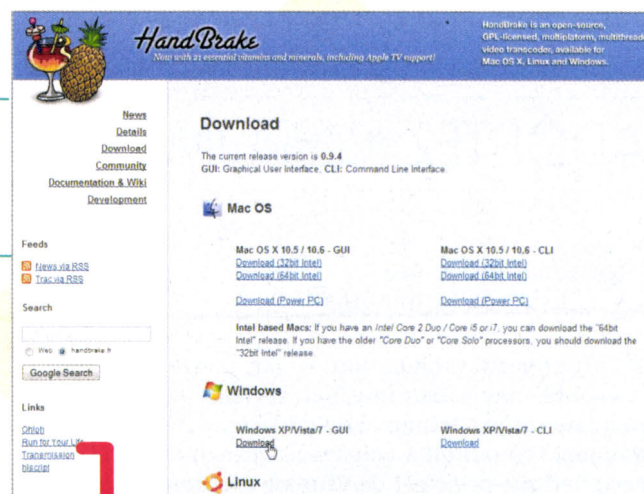 HandBrake
Now with 21 essential vitamins and minerals, including Apple TV support!
HandBrake is an open-source,
GPL-licensed, multiplatform, multithreade
video transcoder, available for
Mac OS X, Linux and Windows.
News
Details
Download
Community
Documentation & Wiki
Development
Feeds
News via RSS
Trac via RSS
Search
Web handbrake.fr
Google Search
Links
Ohloh
Run for Your Life
Transmission
hiscript
Download
The current release version is 0.9.4
GUI: Graphical User Interface. CLI: Command Line Interface.
Mac OS
Mac OS X 10.5 / 10.6 - GUI
Download (32bit Intel)
Download (64bit Intel)
Download (Power PC)
Mac OS X 10.5 / 10.6 - CLI
Download (32bit Intel)
Download (64bit Intel)
Download (Power PC)
Intel based Macs: If you have an Intel Core 2 Duo / Core i5 or i7, you can download the "64bit
Intel" release. If you have the older "Core Duo" or "Core Solo" processors, you should download the
"32bit Intel" release.
Windows
Windows XP/Vista/7 - GUI
Download
Windows XP/Vista/7 - CLI
Download
Linux